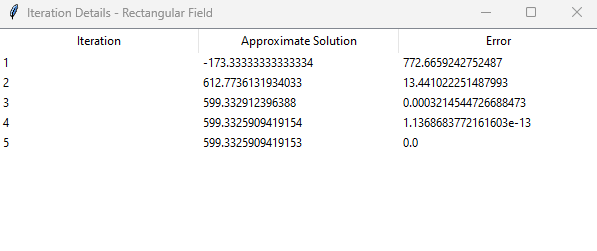 Iteration Details - Rectangular Field
Iteration Approximate Solution Error
1 -173.33333333333334 772.6659242752487
2 612.7736131934033 13.441022251487993
3 599.332912396388 0.0003214544726688473
4 599.3325909419154 1.1368683772161603e-13
5 599.3325909419153 0.0